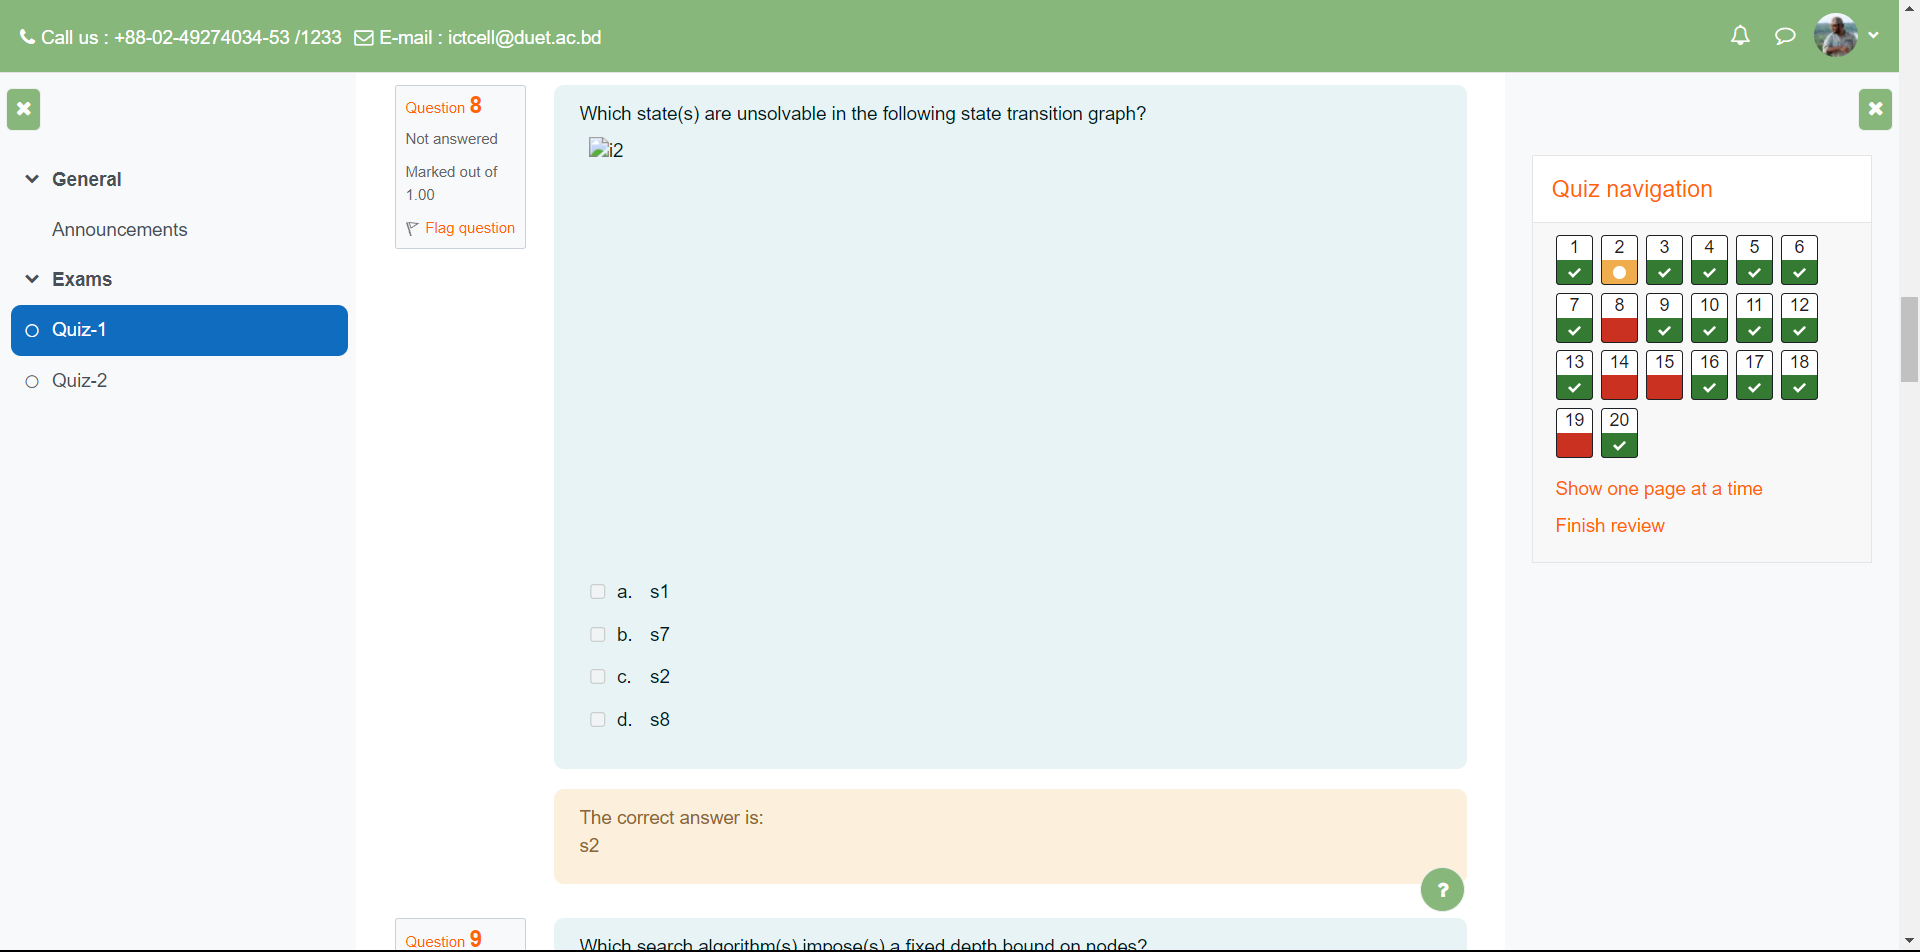 Call us : +88-02-49274034-53 /1233 E-mail : ictcell@duet.ac.bd
General
Announcements
Exams
Quiz-1
Quiz-2
Question 8
Not answered
Marked out of
1.00
Flag question
Which state(s) are unsolvable in the following state transition graph?
i2
a. s1
b. s7
c. s2
d. s8
The correct answer is:
s2
?
Question 9
Which search algorithm(s) impose(s) a fixed depth bound on nodes?
Quiz navigation
1 2 3 4 5 6
7 8 9 10 11 12
13 14 15 16 17 18
19 20
Show one page at a time
Finish review